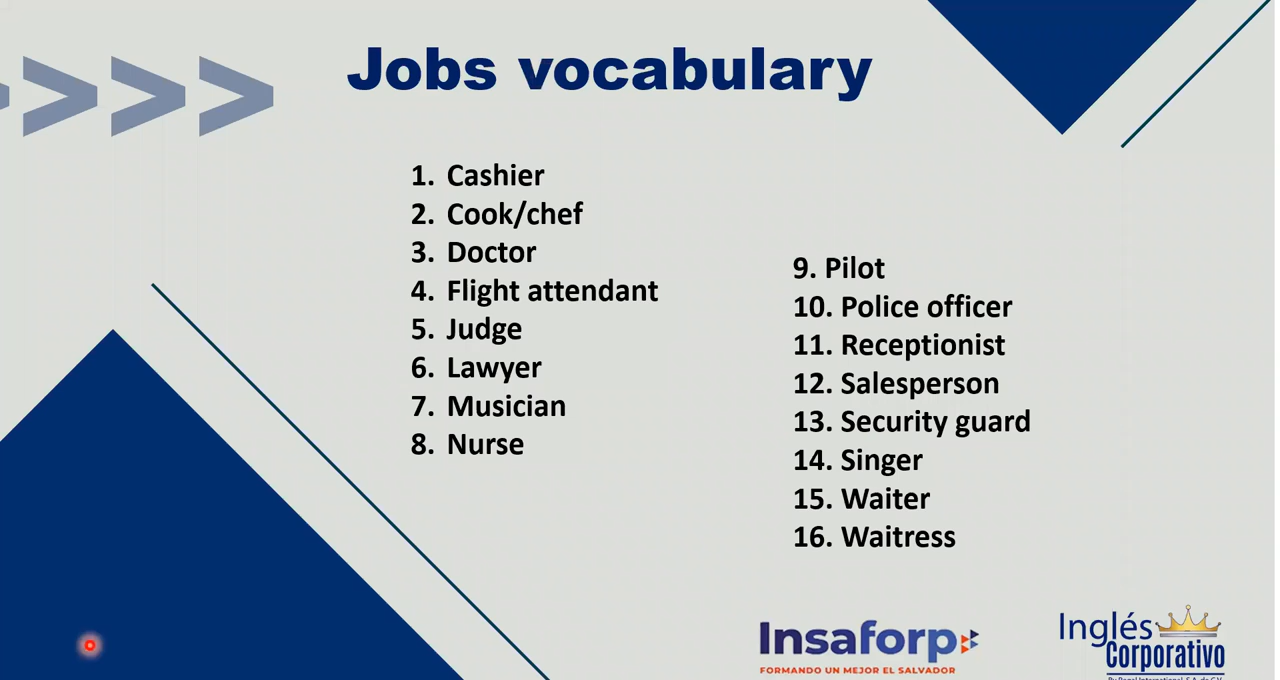 Jobs vocabulary
1. Cashier
2. Cook/chef
3. Doctor
4. Flight attendant
5. Judge
6. Lawyer
7. Musician
8. Nurse
9. Pilot
10. Police officer
11. Receptionist
12. Salesperson
13. Security guard
14. Singer
15. Waiter
16. Waitress
Insaforp
FORMANDO UN MEJOR EL SALVADOR
Inglés
Corporativo